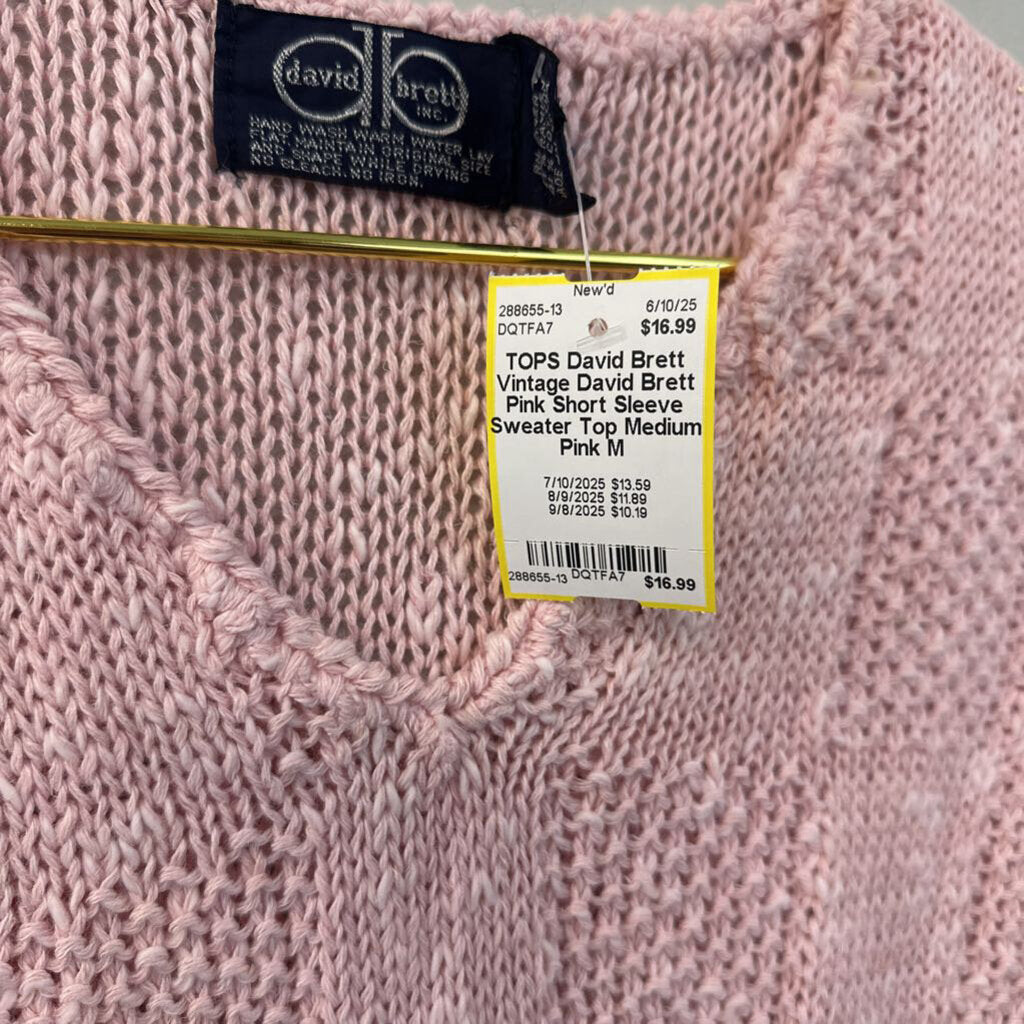 david brett
INC.
HAND WASH WARM WATER LAY
FLAT MAINTAIN ORIGINAL SIZE
AND SHAPE WHILE DRYING
NO BLEACH. NO IRON.
New'd
288655-13 6/10/25
DQTFA7 $16.99
TOPS David Brett
Vintage David Brett
Pink Short Sleeve
Sweater Top Medium
Pink M
7/10/2025 $13.59
8/9/2025 $11.89
9/8/2025 $10.19
288655-13 DQTFA7 $16.99